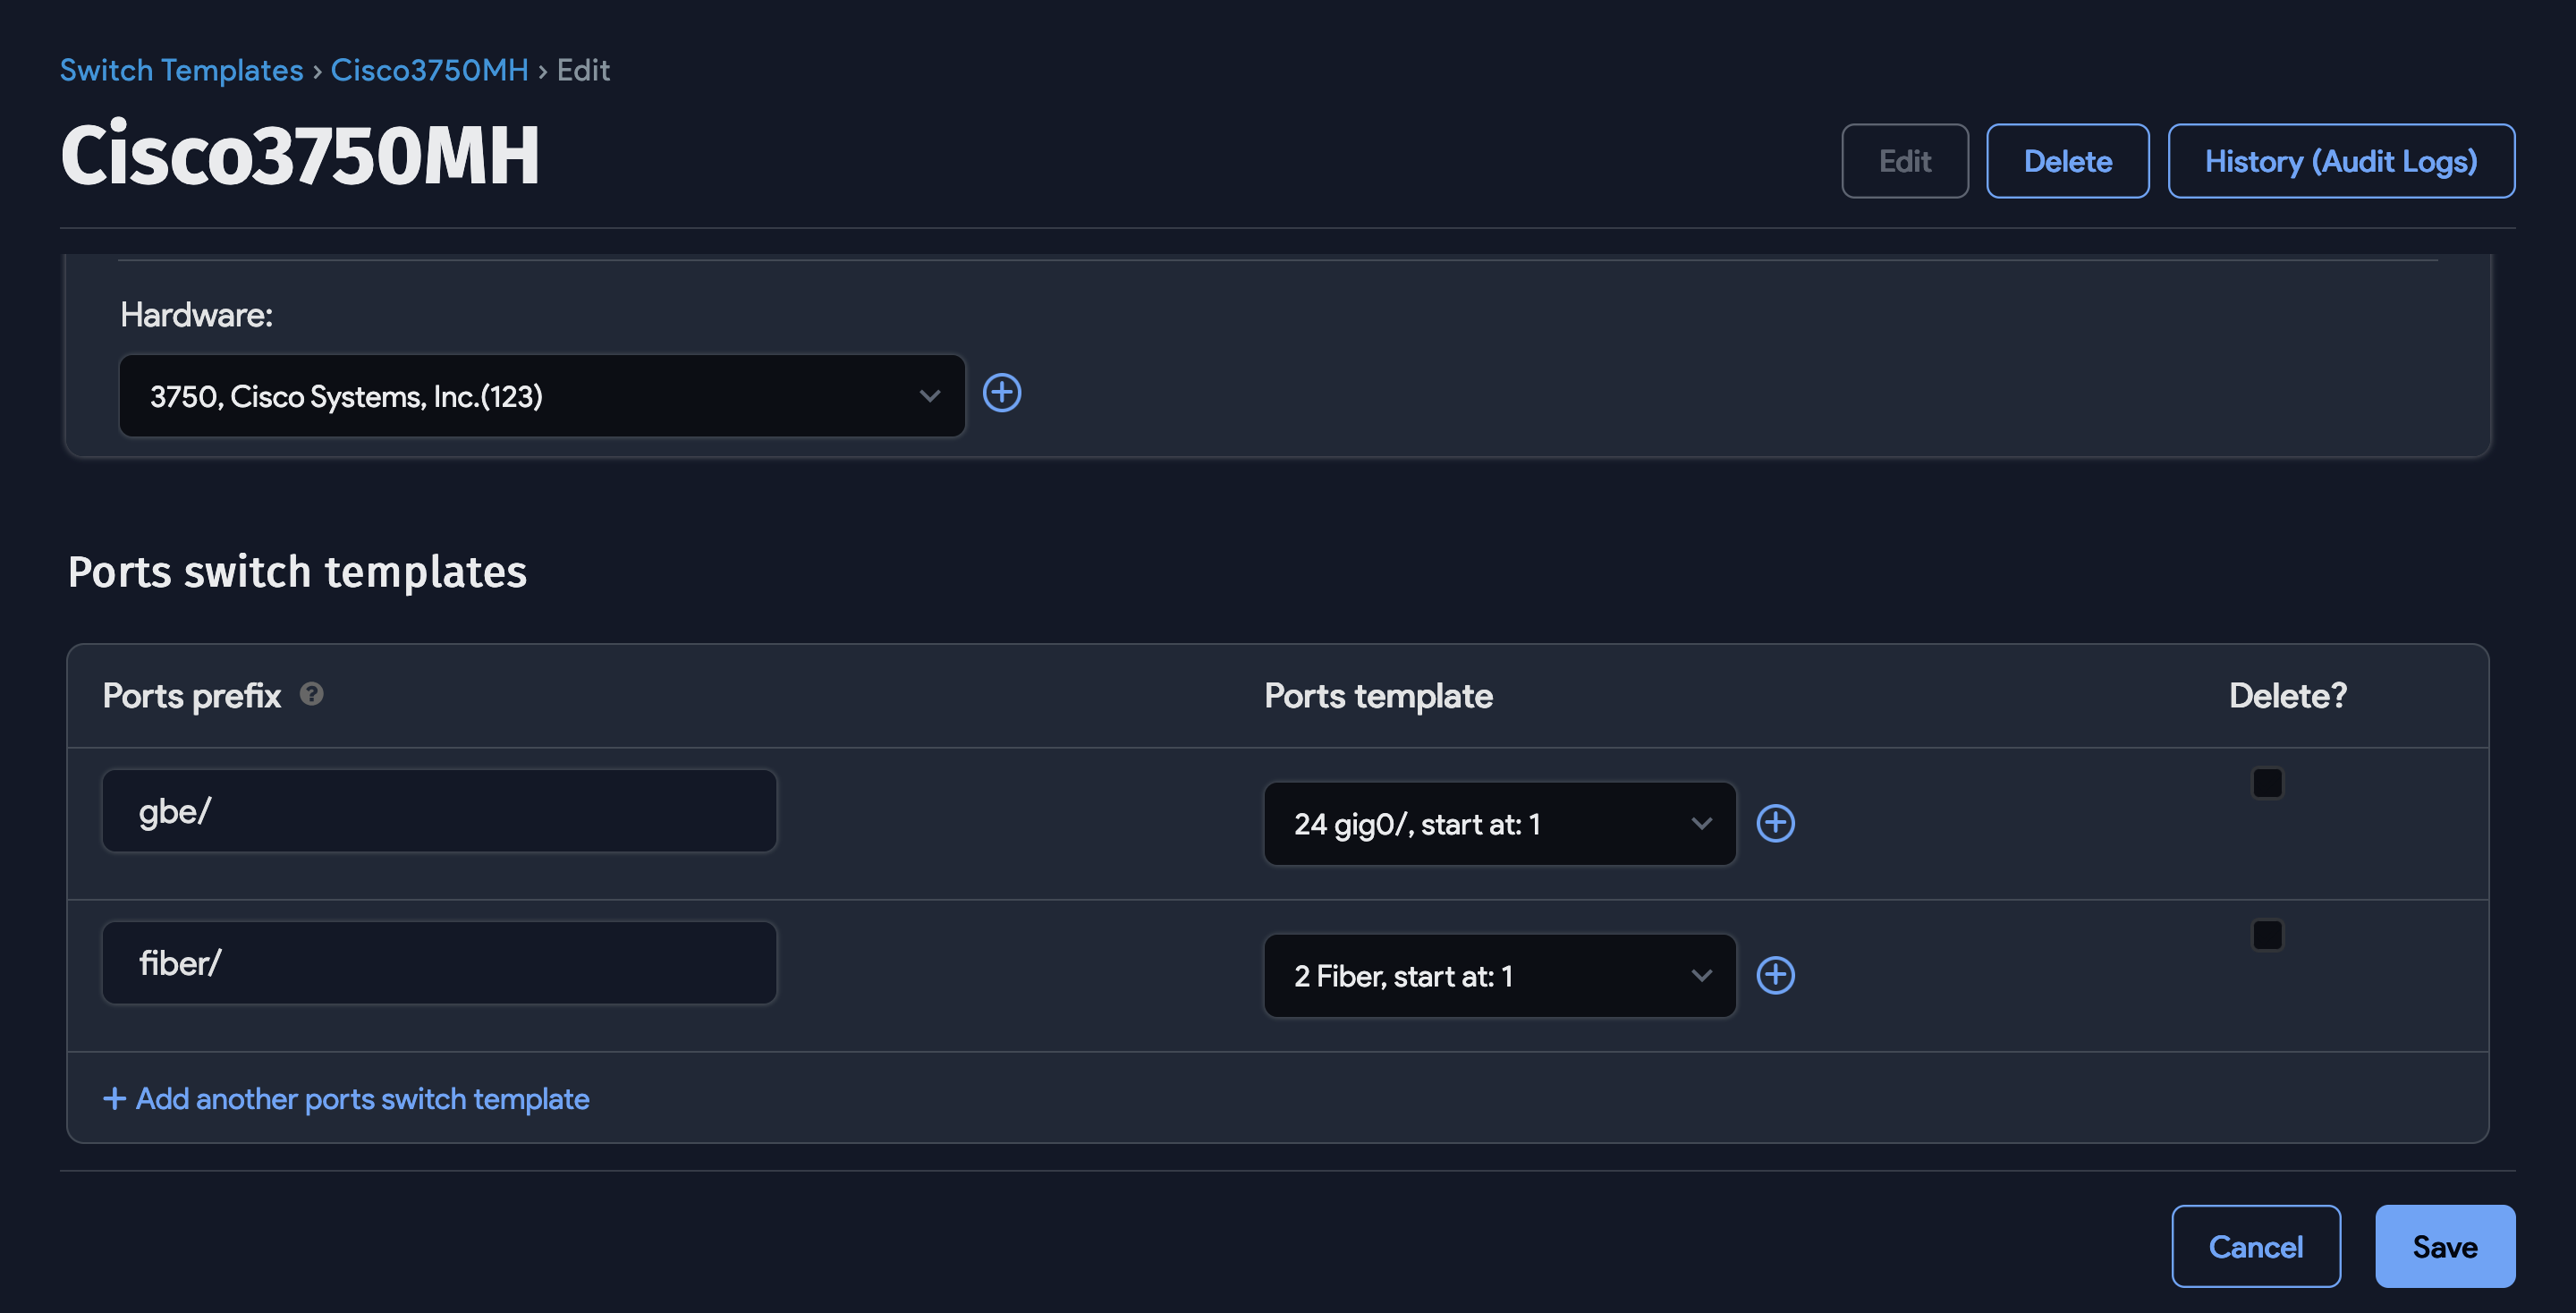 Switch Templates › Cisco3750MH › Edit
Cisco3750MH
Edit
Delete
History (Audit Logs)
Hardware:
3750, Cisco Systems, Inc.(123)
Ports switch templates
Ports prefix ?
Ports template
Delete?
gbe/
24 gig0/, start at: 1
fiber/
2 Fiber, start at: 1
+ Add another ports switch template
Cancel
Save